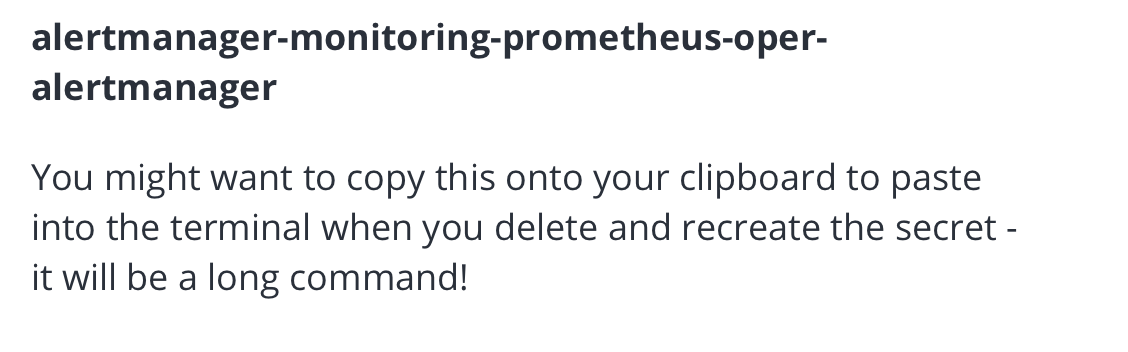 alertmanager-monitoring-prometheus-oper-
alertmanager
You might want to copy this onto your clipboard to paste
into the terminal when you delete and recreate the secret -
it will be a long command!